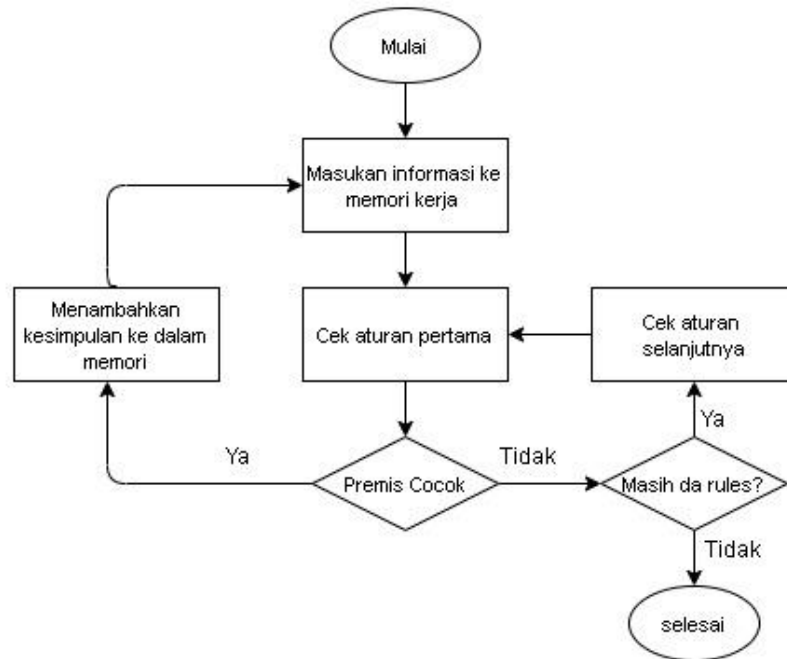 Mulai
Masukan informasi ke
memori kerja
Menambahkan
kesimpulan ke dalam
memori
Cek aturan pertama
Cek aturan
selanjutnya
Ya
Ya
Tidak
Premis Cocok
Masih da rules?
Tidak
selesai